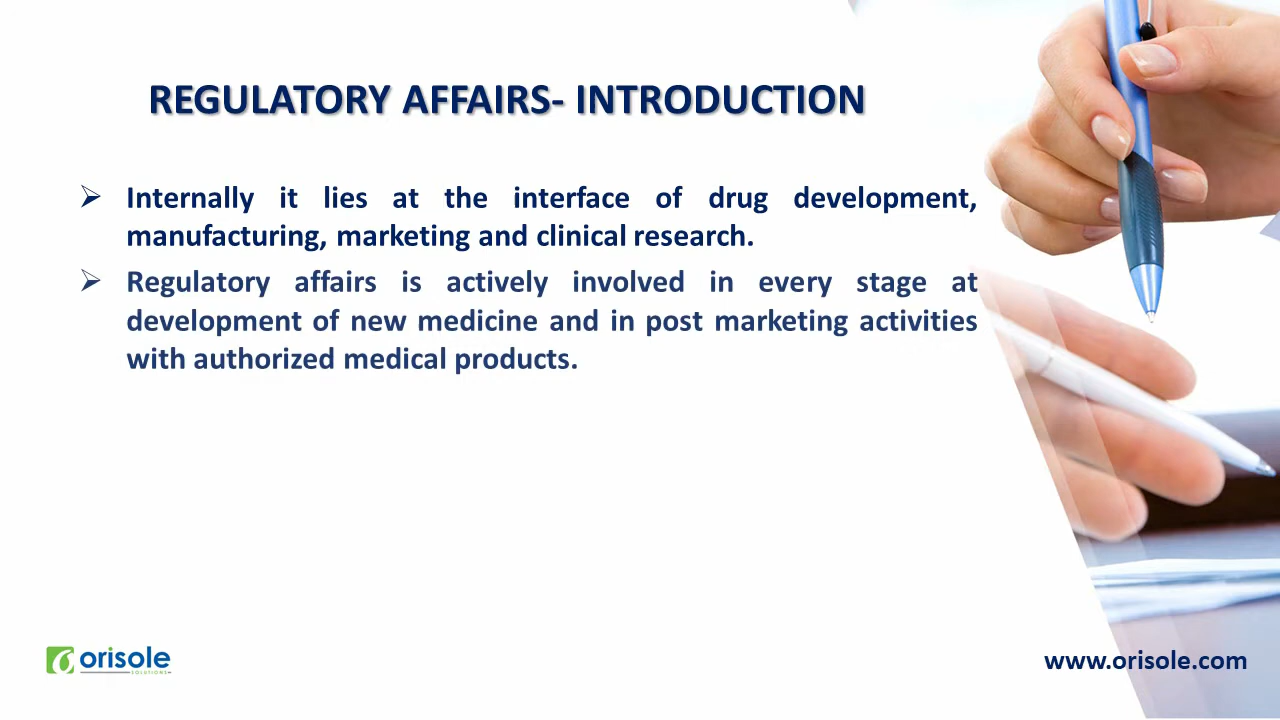 REGULATORY AFFAIRS- INTRODUCTION
➢ Internally it lies at the interface of drug development,
manufacturing, marketing and clinical research.
➢ Regulatory affairs is actively involved in every stage at
development of new medicine and in post marketing activities
with authorized medical products.
orisole
SOLUTIONS
www.orisole.com